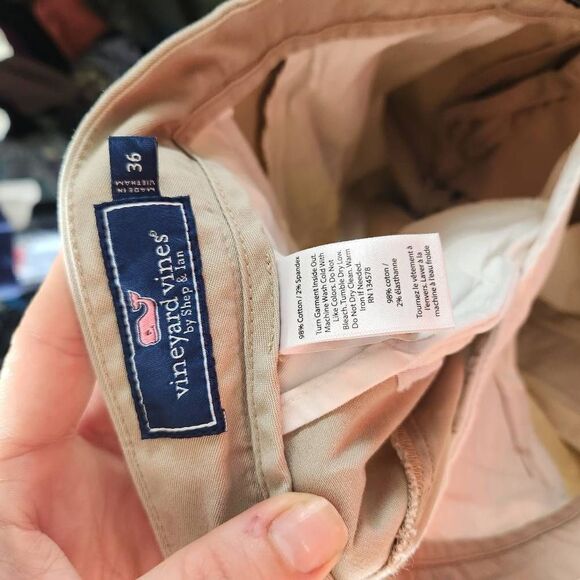 36
MADE IN
VIETNAM
vineyard vines®
by Shep & Ian
98% Cotton / 2% Spandex
Turn Garment Inside Out.
Machine Wash Cold With
Like Colors. Do Not
Bleach. Tumble Dry Low.
Do Not Dry Clean. Warm
Iron If Needed.
RN 134578
98% cotton /
2% élasthanne
Tournez le vêtement à
l'envers. Laver à la
machine à l'eau froide